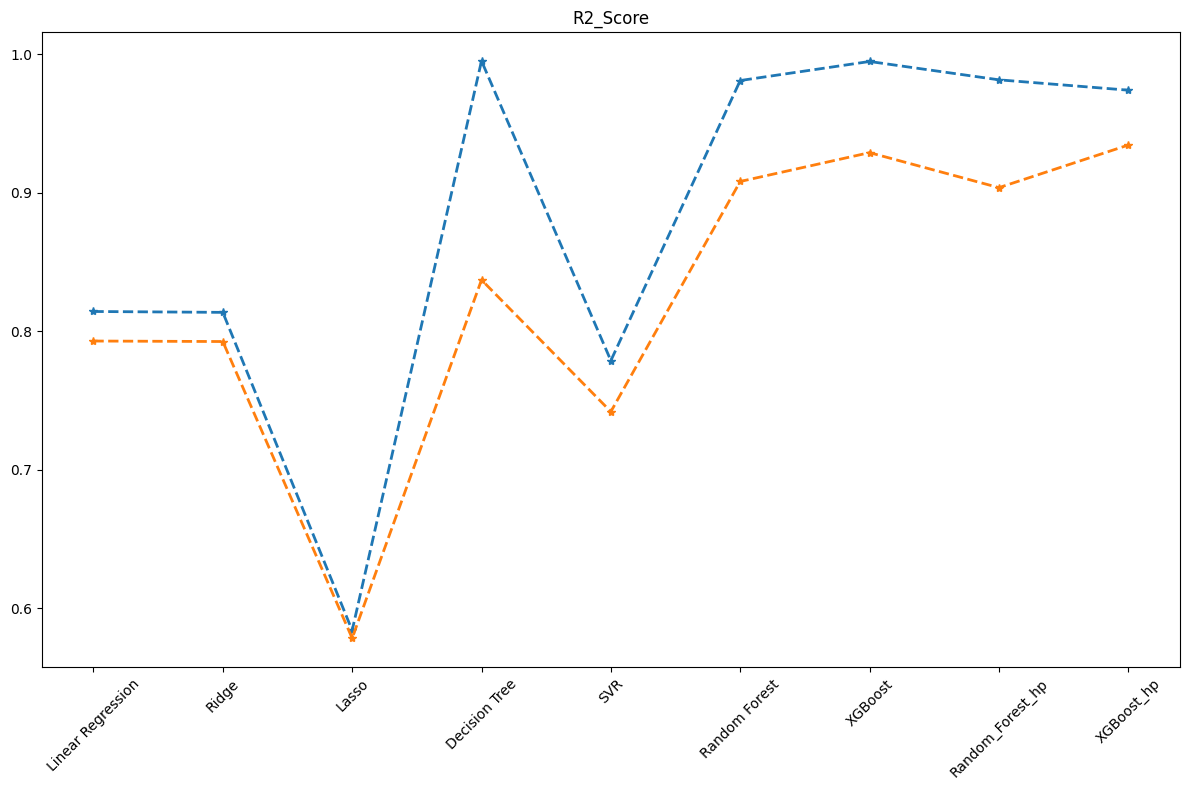 R2_Score
1.0
0.9
0.8
0.7
0.6
Linear Regression
Ridge
Lasso
Decision Tree
SVR
Random Forest
XGBoost
Random_Forest_hp
XGBoost_hp